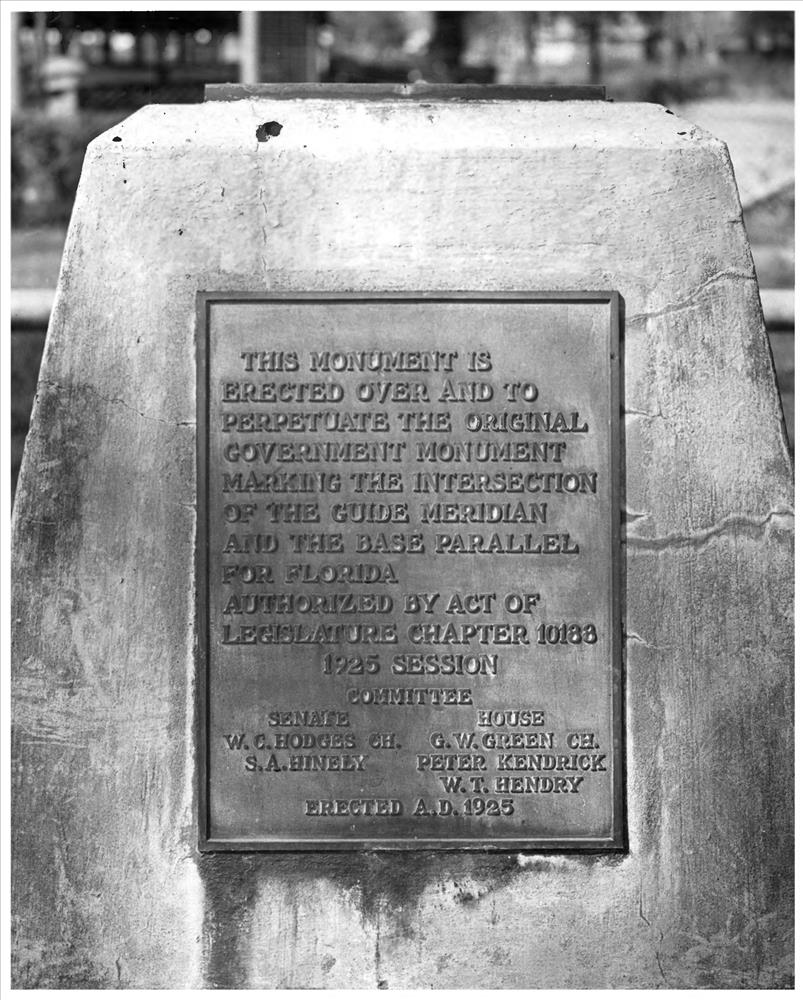 THIS MONUMENT IS
ERECTED OVER AND TO
PERPETUATE THE ORIGINAL
GOVERNMENT MONUMENT
MARKING THE INTERSECTION
OF THE GUIDE MERIDIAN
AND THE BASE PARALLEL
FOR FLORIDA
AUTHORIZED BY ACT OF
LEGISLATURE CHAPTER 10188
1925 SESSION
COMMITTEE
SENATE HOUSE
W. C. HODGES CH. G. W. GREEN CH.
S. A. HINELY PETER KENDRICK
W. T. HENDRY
ERECTED A.D. 1925